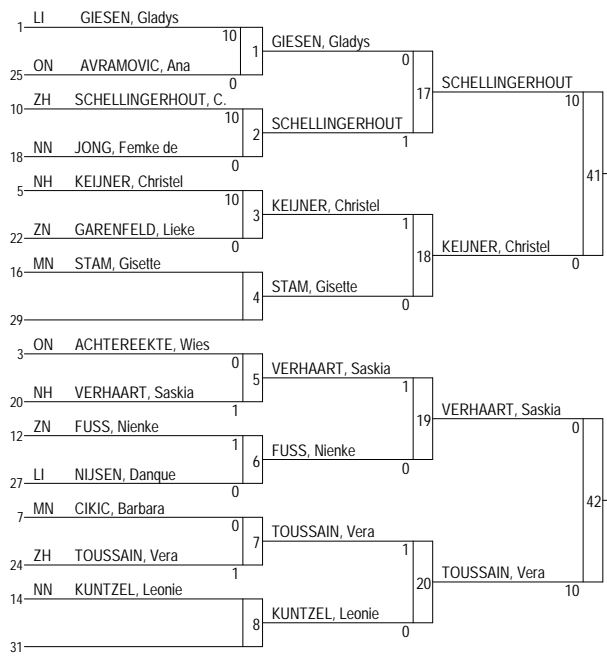 1 LI GIESEN, Gladys
10
1
GIESEN, Gladys
0
25 ON AVRAMOVIC, Ana
0
17
SCHELLINGERHOUT
10
10 ZH SCHELLINGERHOUT, C.
10
2
SCHELLINGERHOUT
1
18 NN JONG, Femke de
0
41
5 NH KEIJNER, Christel
10
3
KEIJNER, Christel
1
22 ZN GARENFELD, Lieke
0
18
KEIJNER, Christel
0
16 MN STAM, Gisette
4
STAM, Gisette
0
29
3 ON ACHTEREEKTE, Wies
0
5
VERHAART, Saskia
1
20 NH VERHAART, Saskia
1
19
VERHAART, Saskia
0
12 ZN FUSS, Nienke
1
6
FUSS, Nienke
0
27 LI NIJSEN, Danque
0
42
7 MN CIKIC, Barbara
0
7
TOUSSAIN, Vera
1
24 ZH TOUSSAIN, Vera
1
20
TOUSSAIN, Vera
10
14 NN KUNTZEL, Leonie
8
KUNTZEL, Leonie
0
31